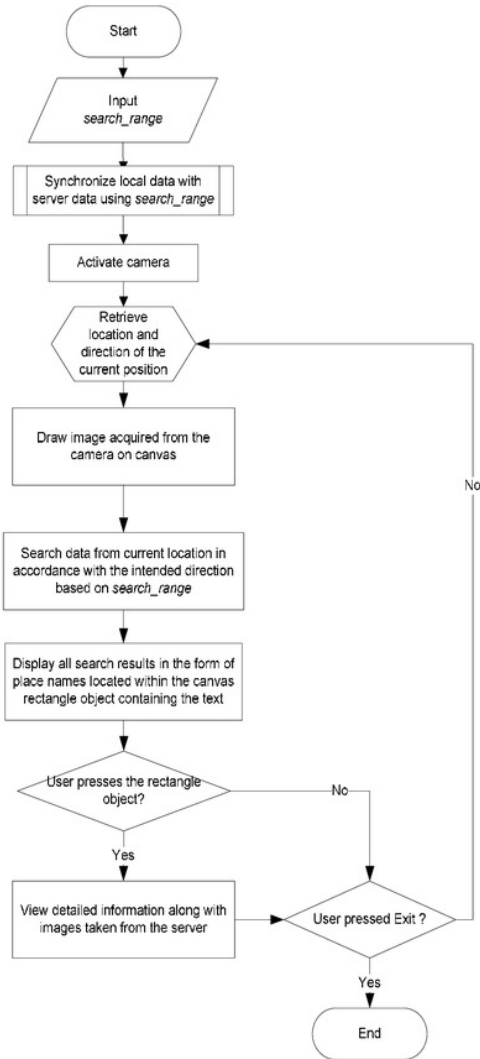 Start
Input
search_range
Synchronize local data with
server data using search_range
Activate camera
Retrieve
location and
direction of the
current position
Draw image acquired from the
camera on canvas
No
Search data from current location in
accordance with the intended direction
based on search_range
Display all search results in the form of
place names located within the canvas
rectangle object containing the text
User presses the rectangle
object?
No
Yes
View detailed information along with
images taken from the server
User pressed Exit ?
Yes
End